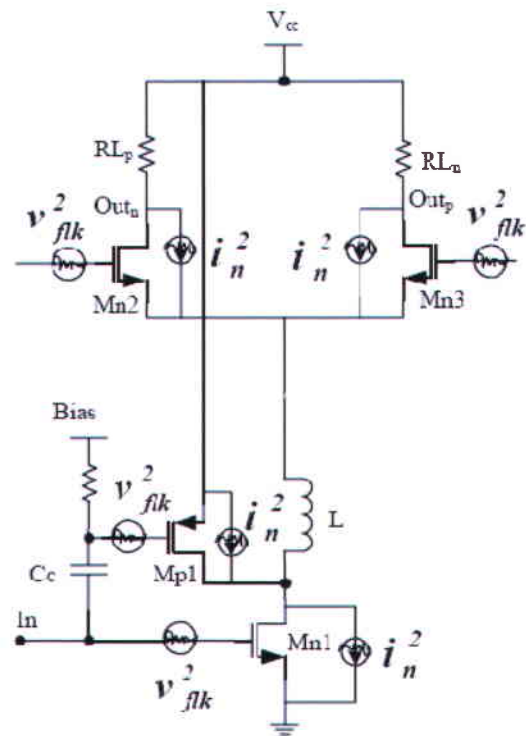 Vcc
RLp
RLn
Outn
Outp
v²flk
i²n
i²n
v²flk
Mn2
Mn3
Bias
v²flk
i²n
L
Cc
Mp1
In
Mn1
i²n
v²flk